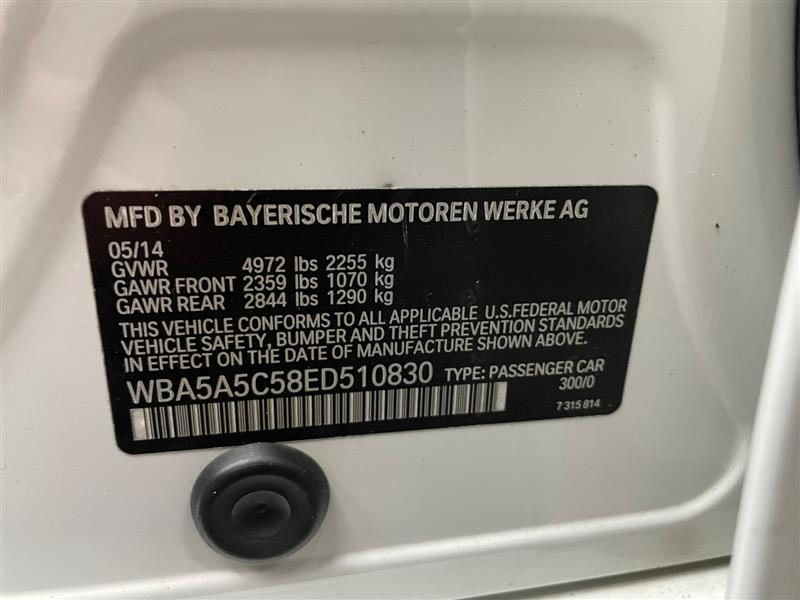 MFD BY BAYERISCHE MOTOREN WERKE AG
05/14
GVWR 4972 lbs 2255 kg
GAWR FRONT 2359 lbs 1070 kg
GAWR REAR 2844 lbs 1290 kg
THIS VEHICLE CONFORMS TO ALL APPLICABLE U.S.FEDERAL MOTOR
VEHICLE SAFETY, BUMPER AND THEFT PREVENTION STANDARDS
IN EFFECT ON THE DATE OF MANUFACTURE SHOWN ABOVE.
WBA5A5C58ED510830 TYPE: PASSENGER CAR
300/0
7 315 814